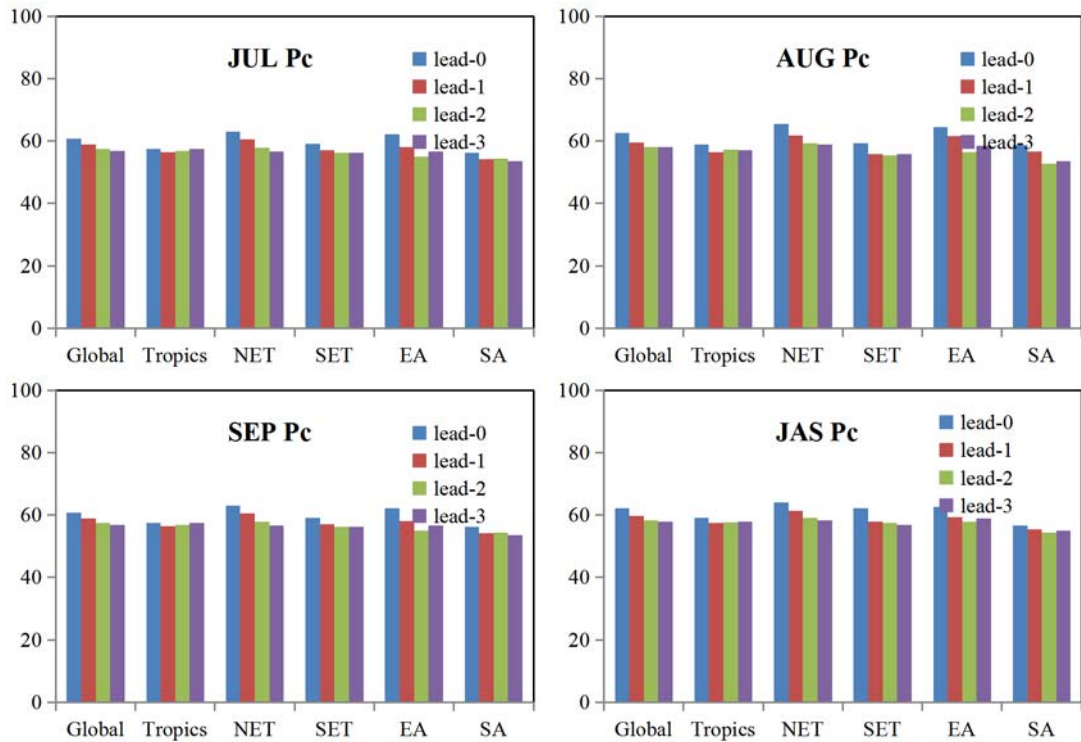 JUL Pc
100
80
60
40
20
0
lead-0
lead-1
lead-2
lead-3
Global Tropics NET SET EA SA
AUG Pc
100
80
60
40
20
0
lead-0
lead-1
lead-2
lead-3
Global Tropics NET SET EA SA
SEP Pc
100
80
60
40
20
0
lead-0
lead-1
lead-2
lead-3
Global Tropics NET SET EA SA
JAS Pc
100
80
60
40
20
0
lead-0
lead-1
lead-2
lead-3
Global Tropics NET SET EA SA